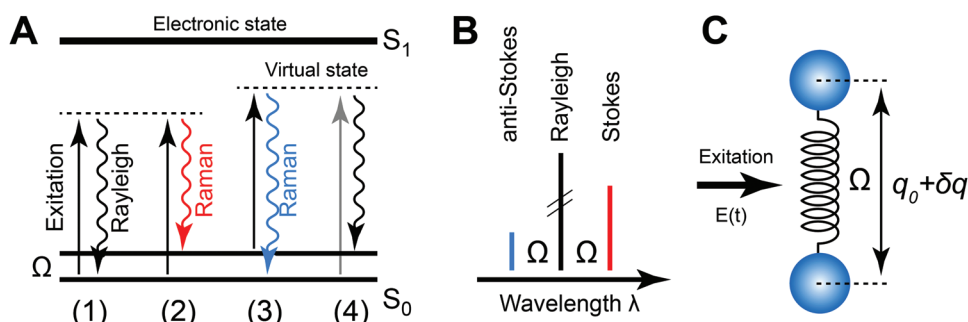 A
Electronic state
S1
Virtual state
Exitation
Rayleigh
Raman
Raman
Ω
S0
(1)
(2)
(3)
(4)
B
anti-Stokes
Rayleigh
Stokes
Ω
Ω
Wavelength λ
C
Exitation
E(t)
Ω
q0+δq